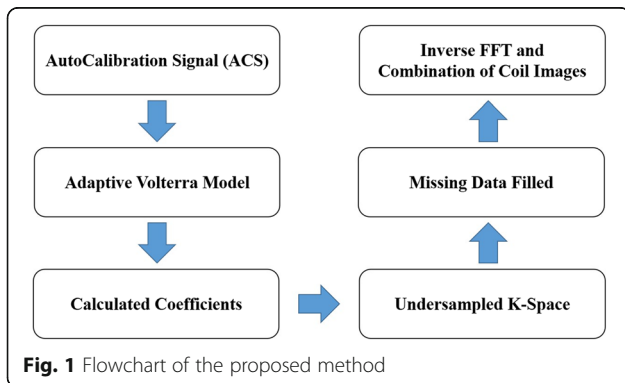 AutoCalibration Signal (ACS)
Adaptive Volterra Model
Calculated Coefficients
Undersampled K-Space
Missing Data Filled
Inverse FFT and
Combination of Coil Images
Fig. 1 Flowchart of the proposed method